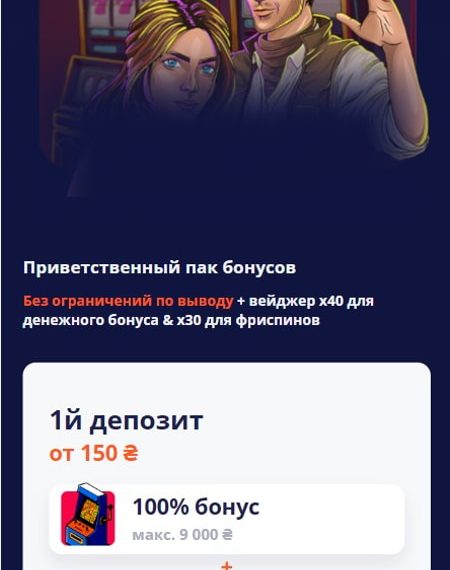 Приветственный пак бонусов
Без ограничений по выводу + вейджер x40 для
денежного бонуса & x30 для фриспинов
1й депозит
от 150 ₴
100% бонус
макс. 9 000 ₴
+